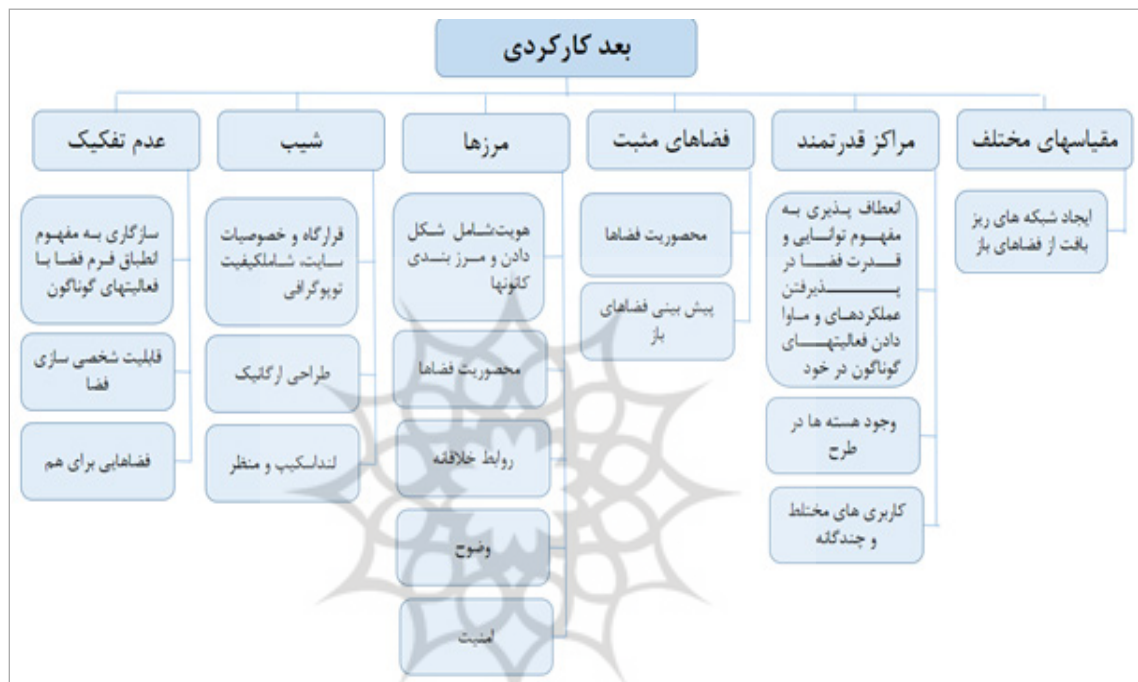 بعد کارکردی
مقیاسهای مختلف
ایجاد شبکه های ریز
بافت از فضاهای باز
مراکز قدرتمند
انعطاف پذیری به
مفهوم توانایی و
قدرت فضا در
پذیرفتن
عملکردهای و ماوا
دادن فعالیتهای
گوناگون در خود
وجود هسته ها در
طرح
کاربری های مختلط
و چندگانه
فضاهای مثبت
محصوریت فضاها
پیش بینی فضاهای
باز
مرزها
هویت:شامل شکل
دادن و مرز بندی
کانونها
محصوریت فضاها
روابط خلاقانه
وضوح
امنیت
شیب
قرارگاه و خصوصیات
سایت، شاملکیفیت
توپوگرافی
طراحی ارگانیک
لنداسکیپ و منظر
عدم تفکیک
سازگاری به مفهوم
انطباق فرم فضا با
فعالیتهای گوناگون
قابلیت شخصی سازی
فضا
فضاهایی برای هم